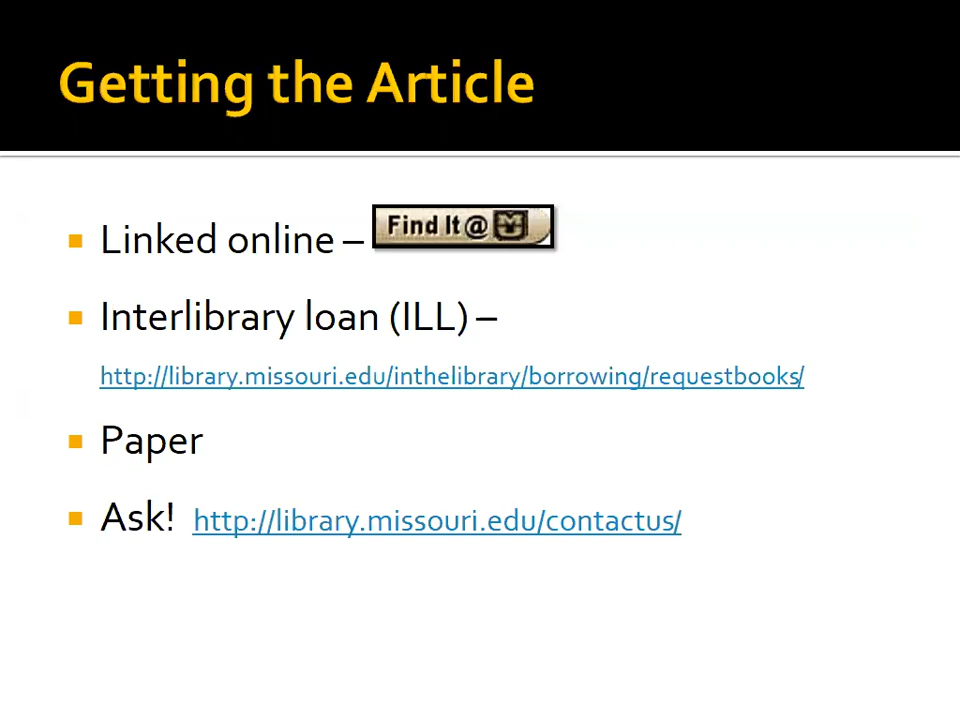 Getting the Article
Linked online – Find It @
Interlibrary loan (ILL) –
http://library.missouri.edu/inthelibrary/borrowing/requestbooks/
Paper
Ask! http://library.missouri.edu/contactus/